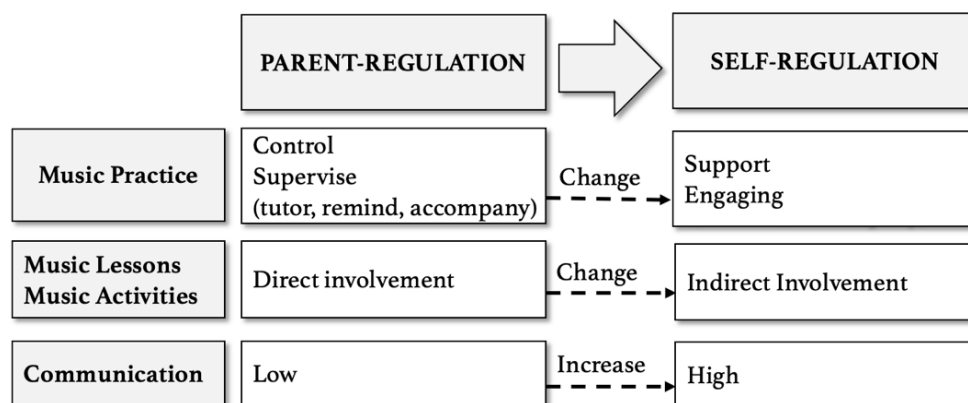 PARENT-REGULATION
SELF-REGULATION
Music Practice
Control
Supervise
(tutor, remind, accompany)
Change
Support
Engaging
Music Lessons
Music Activities
Direct involvement
Change
Indirect Involvement
Communication
Low
Increase
High